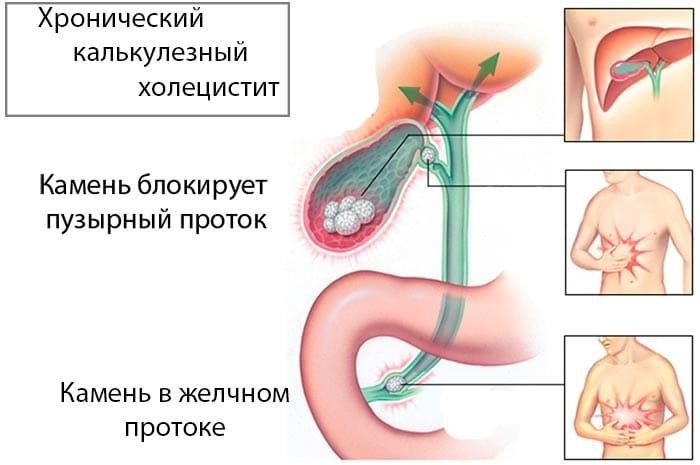 Хронический
калькулезный
холецистит
Камень блокирует
пузырный проток
Камень в желчном
протоке